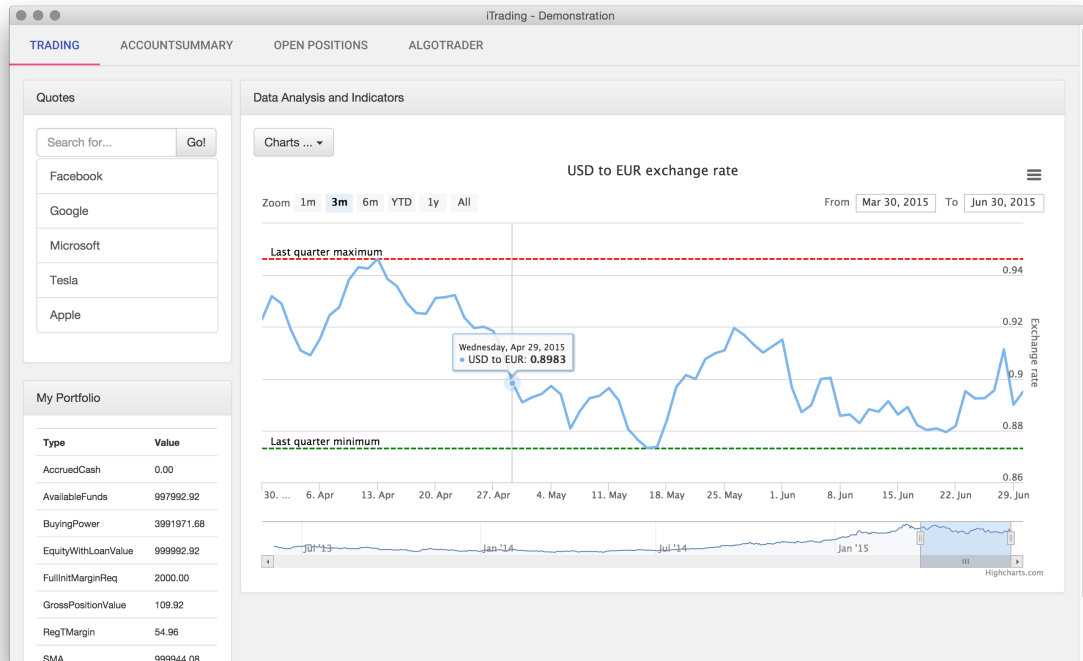 iTrading - Demonstration
TRADING ACCOUNTSUMMARY OPEN POSITIONS ALGOTRADER
Quotes
Search for... Go!
Facebook
Google
Microsoft
Tesla
Apple
My Portfolio
Type Value
AccruedCash 0.00
AvailableFunds 997992.92
BuyingPower 3991971.68
EquityWithLoanValue 999992.92
FullInitMarginReq 2000.00
GrossPositionValue 109.92
RegTMargin 54.96
SMA 999944.08
Data Analysis and Indicators
Charts ...
USD to EUR exchange rate
Zoom 1m 3m 6m YTD 1y All From Mar 30, 2015 To Jun 30, 2015
Last quarter maximum
0.94
0.92
Exchange rate
Wednesday, Apr 29, 2015
USD to EUR: 0.8983
0.9
0.88
Last quarter minimum
0.86
30. ... 6. Apr 13. Apr 20. Apr 27. Apr 4. May 11. May 18. May 25. May 1. Jun 8. Jun 15. Jun 22. Jun 29. Jun
Jul '13 Jan '14 Jul '14 Jan '15
Highcharts.com